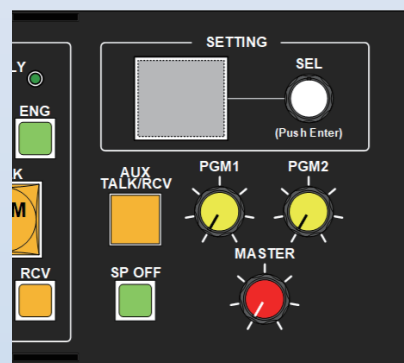 SETTING
LY
SEL
ENG
(Push Enter)
K
AUX
TALK/RCV
PGM1
PGM2
M
MASTER
RCV
SP OFF